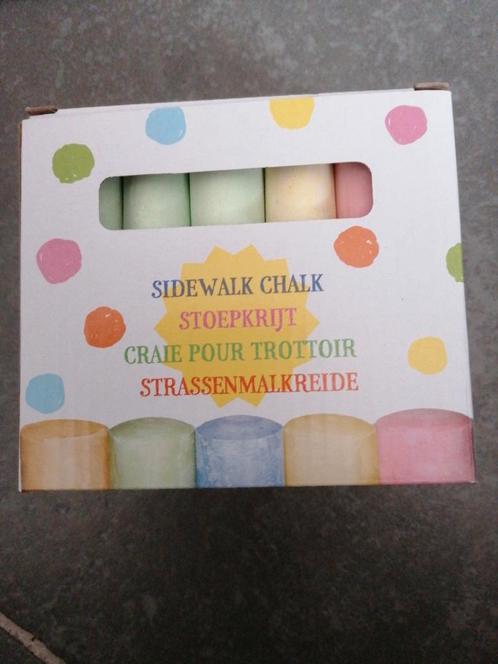 SIDEWALK CHALK
STOEPKRIJT
CRAIE POUR TROTTOIR
STRASSENMALKREIDE